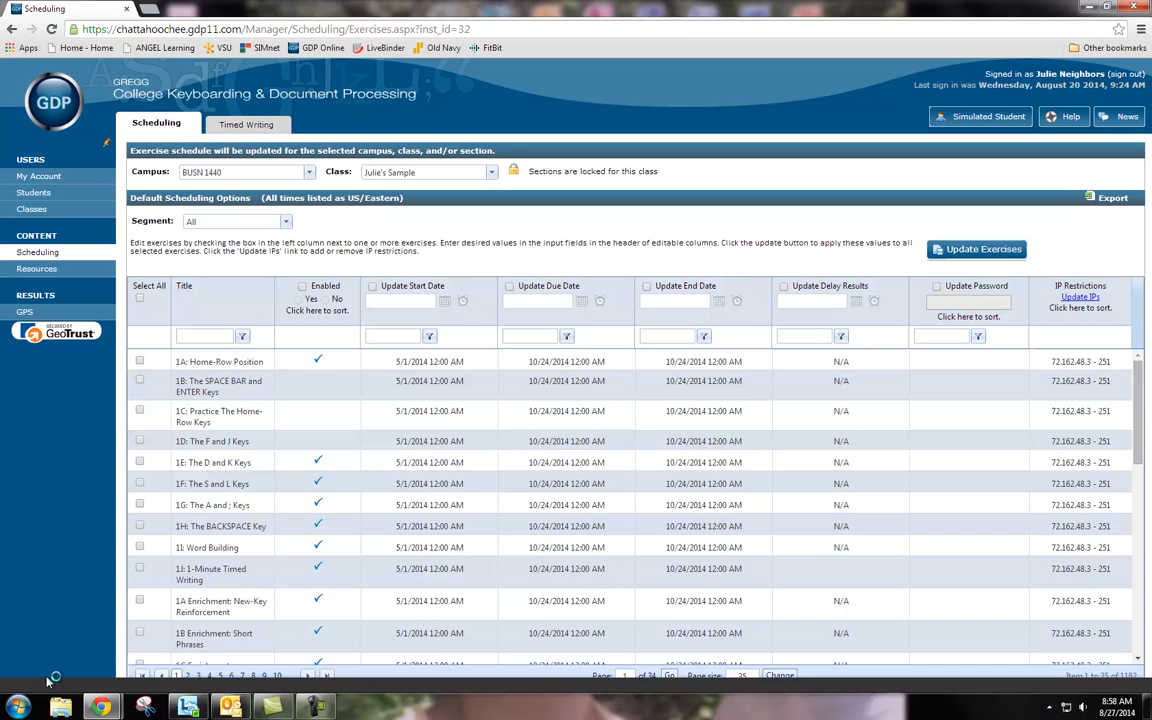 Scheduling
https://chattahoochee.gdp11.com/Manager/Scheduling/Exercises.aspx?inst_id=32
Apps Home - Home ANGEL Learning VSU SIMnet GDP Online LiveBinder Old Navy FitBit Other bookmarks
GDP
GREGG
College Keyboarding & Document Processing
Signed in as Julie Neighbors (sign out)
Last sign in was Wednesday, August 20 2014, 9:24 AM
Simulated Student Help News
Scheduling Timed Writing
USERS
My Account
Students
Classes
CONTENT
Scheduling
Resources
RESULTS
GPS
SECURED BY
GeoTrust
Exercise schedule will be updated for the selected campus, class, and/or section.
Campus: BUSN 1440 Class: Julie's Sample Sections are locked for this class
Default Scheduling Options (All times listed as US/Eastern) Export
Segment: All
Edit exercises by checking the box in the left column next to one or more exercises. Enter desired values in the input fields in the header of editable columns. Click the update button to apply these values to all
selected exercises. Click the 'Update IPs' link to add or remove IP restrictions.
Update Exercises
Select All Title Enabled Update Start Date Update Due Date Update End Date Update Delay Results Update Password IP Restrictions
Yes No Update IPs
Click here to sort. Click here to sort. Click here to sort.
1A: Home-Row Position 5/1/2014 12:00 AM 10/24/2014 12:00 AM 10/24/2014 12:00 AM N/A 72.162.48.3 - 251
1B: The SPACE BAR and
ENTER Keys 5/1/2014 12:00 AM 10/24/2014 12:00 AM 10/24/2014 12:00 AM N/A 72.162.48.3 - 251
1C: Practice The Home-
Row Keys 5/1/2014 12:00 AM 10/24/2014 12:00 AM 10/24/2014 12:00 AM N/A 72.162.48.3 - 251
1D: The F and J Keys 5/1/2014 12:00 AM 10/24/2014 12:00 AM 10/24/2014 12:00 AM N/A 72.162.48.3 - 251
1E: The D and K Keys 5/1/2014 12:00 AM 10/24/2014 12:00 AM 10/24/2014 12:00 AM N/A 72.162.48.3 - 251
1F: The S and L Keys 5/1/2014 12:00 AM 10/24/2014 12:00 AM 10/24/2014 12:00 AM N/A 72.162.48.3 - 251
1G: The A and ; Keys 5/1/2014 12:00 AM 10/24/2014 12:00 AM 10/24/2014 12:00 AM N/A 72.162.48.3 - 251
1H: The BACKSPACE Key 5/1/2014 12:00 AM 10/24/2014 12:00 AM 10/24/2014 12:00 AM N/A 72.162.48.3 - 251
1I: Word Building 5/1/2014 12:00 AM 10/24/2014 12:00 AM 10/24/2014 12:00 AM N/A 72.162.48.3 - 251
1J: 1-Minute Timed
Writing 5/1/2014 12:00 AM 10/24/2014 12:00 AM 10/24/2014 12:00 AM 72.162.48.3 - 251
1A Enrichment: New-Key
Reinforcement 5/1/2014 12:00 AM 10/24/2014 12:00 AM 10/24/2014 12:00 AM N/A 72.162.48.3 - 251
1B Enrichment: Short
Phrases 5/1/2014 12:00 AM 10/24/2014 12:00 AM 10/24/2014 12:00 AM N/A 72.162.48.3 - 251
1 2 3 4 5 6 7 8 9 10 Page: 1 of 34 Go Page size: 35 Change Item 1 to 35 of 1182
8:58 AM
8/27/2014